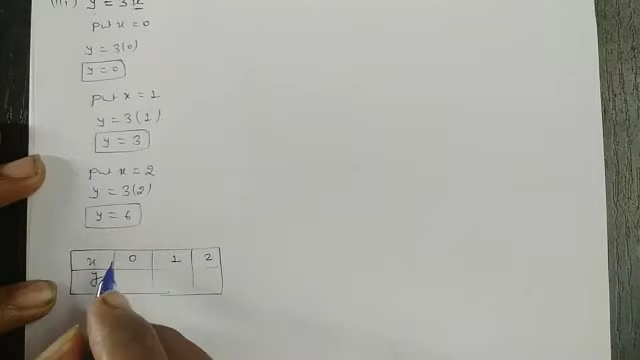 (iii) y = 3x
put x = 0
y = 3(0)
y = 0
put x = 1
y = 3(1)
y = 3
put x = 2
y = 3(2)
y = 6
x 0 1 2
y